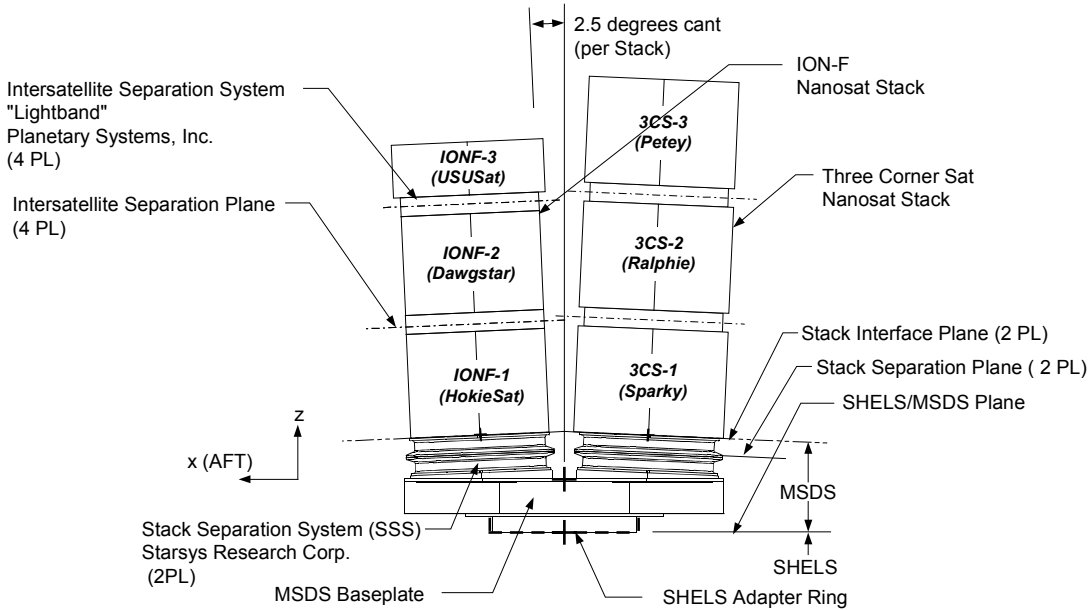 2.5 degrees cant
(per Stack)
ION-F
Nanosat Stack
Intersatellite Separation System
"Lightband"
Planetary Systems, Inc.
(4 PL)
3CS-3
(Petey)
IONF-3
(USUSat)
Three Corner Sat
Nanosat Stack
Intersatellite Separation Plane
(4 PL)
3CS-2
(Ralphie)
IONF-2
(Dawgstar)
Stack Interface Plane (2 PL)
Stack Separation Plane ( 2 PL)
IONF-1
(HokieSat)
3CS-1
(Sparky)
SHELS/MSDS Plane
z
x (AFT)
MSDS
Stack Separation System (SSS)
Starsys Research Corp.
(2PL)
SHELS
MSDS Baseplate
SHELS Adapter Ring